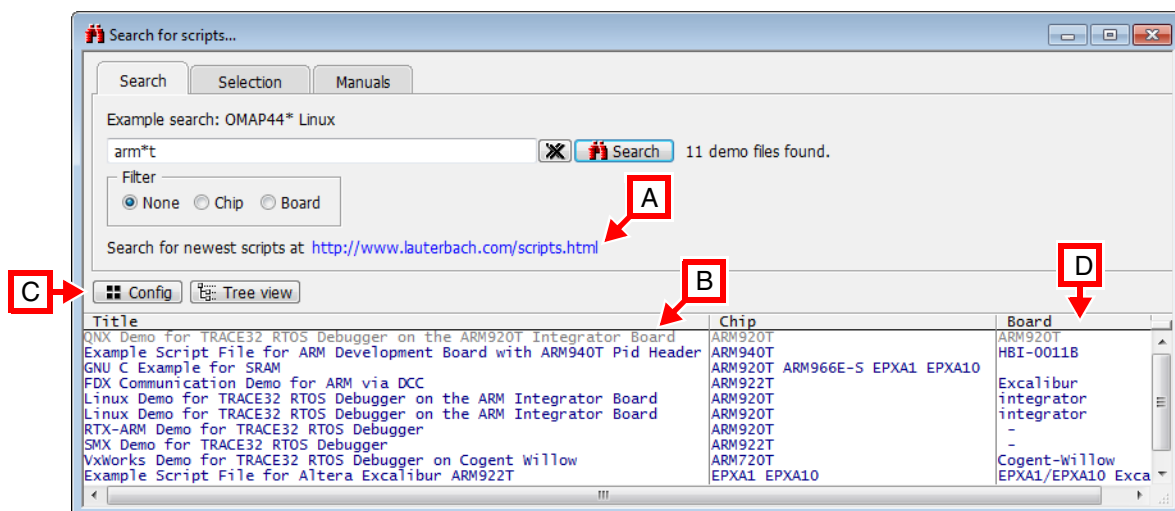 Search for scripts...
Search Selection Manuals
Example search: OMAP44* Linux
arm*t Search 11 demo files found.
Filter
None Chip Board
A
Search for newest scripts at http://www.lauterbach.com/scripts.html
B
D
C Config Tree view
Title Chip Board
QNX Demo for TRACE32 RTOS Debugger on the ARM920T Integrator Board ARM920T ARM920T
Example Script File for ARM Development Board with ARM940T Pid Header ARM940T HBI-0011B
GNU C Example for SRAM ARM920T ARM966E-S EPXA1 EPXA10
FDX Communication Demo for ARM via DCC ARM922T Excalibur
Linux Demo for TRACE32 RTOS Debugger on the ARM Integrator Board ARM920T integrator
Linux Demo for TRACE32 RTOS Debugger on the ARM Integrator Board ARM920T integrator
RTX-ARM Demo for TRACE32 RTOS Debugger ARM920T -
SMX Demo for TRACE32 RTOS Debugger ARM922T -
VxWorks Demo for TRACE32 RTOS Debugger on Cogent Willow ARM720T Cogent-Willow
Example Script File for Altera Excalibur ARM922T EPXA1 EPXA10 EPXA1/EPXA10 Exca